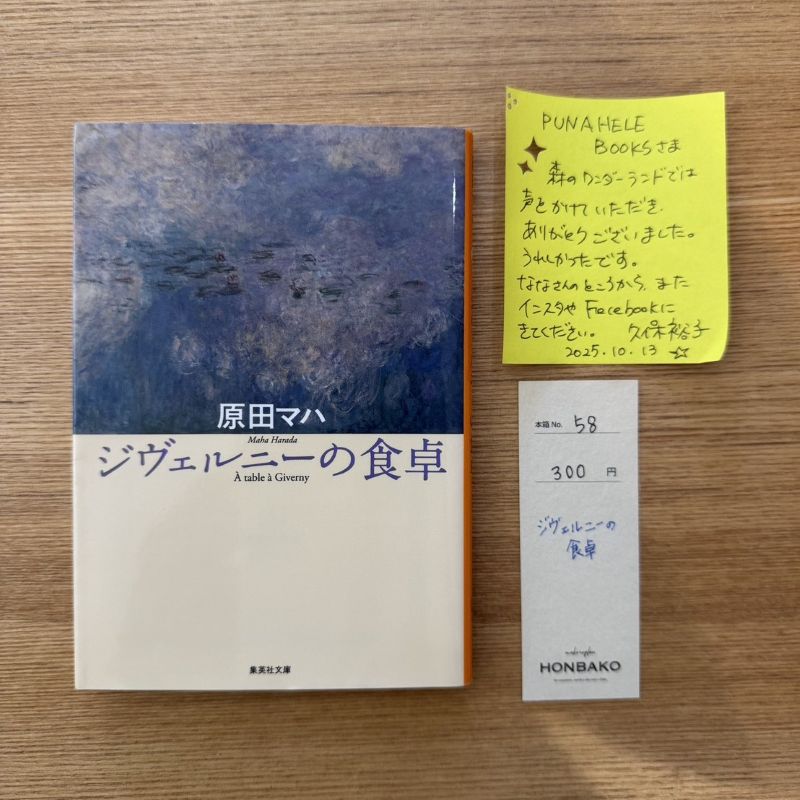 原田マハ
Maha Harada
ジヴェルニーの食卓
À table à Giverny
集英社文庫
PUNAHELE
BOOKSさま
森のワンダーランドでは
声をかけていただき
ありがとうございました。
うれしかったです。
ななさんのところから、また
インスタや Facebookに
きてください。 久保裕子
2025.10.13
本箱 No. 58
300 円
ジヴェルニーの
食卓
HONBAKO